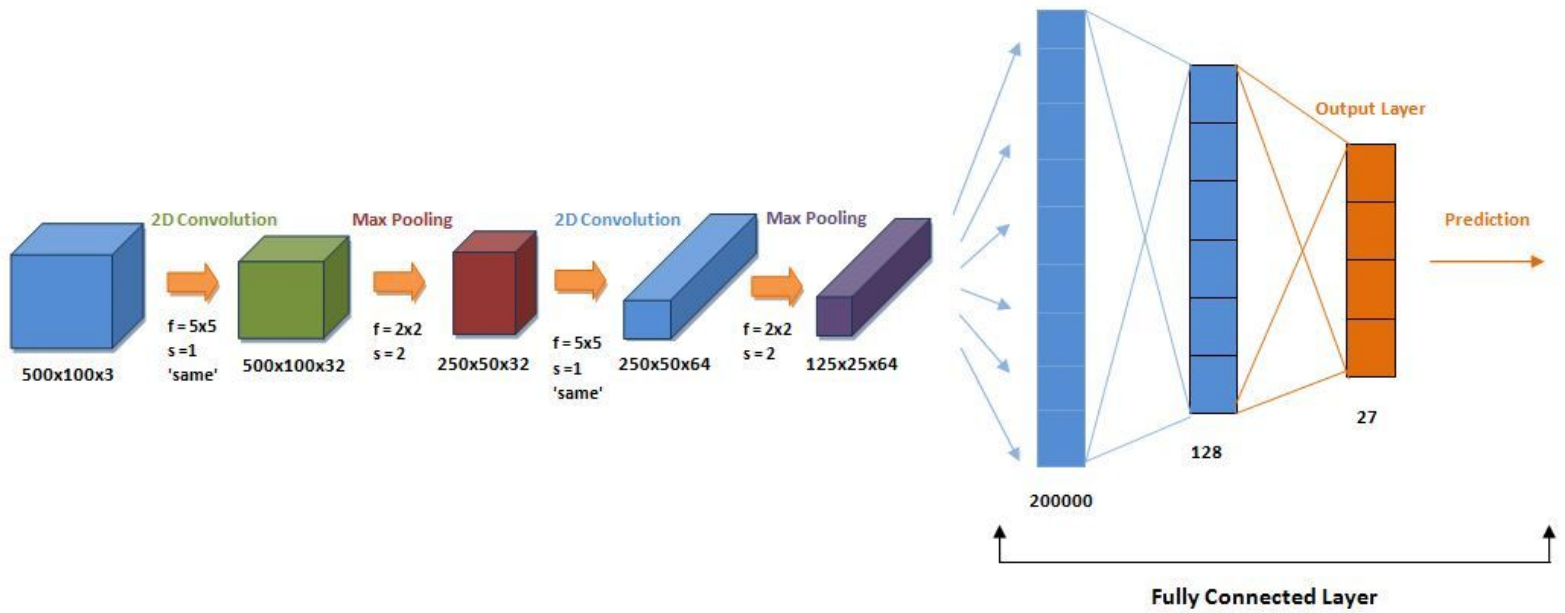 2D Convolution
Max Pooling
2D Convolution
Max Pooling
Output Layer
Prediction
f = 5x5
s =1
'same'
f = 2x2
s = 2
f = 5x5
s =1
'same'
f = 2x2
s = 2
500x100x3
500x100x32
250x50x32
250x50x64
125x25x64
200000
128
27
Fully Connected Layer